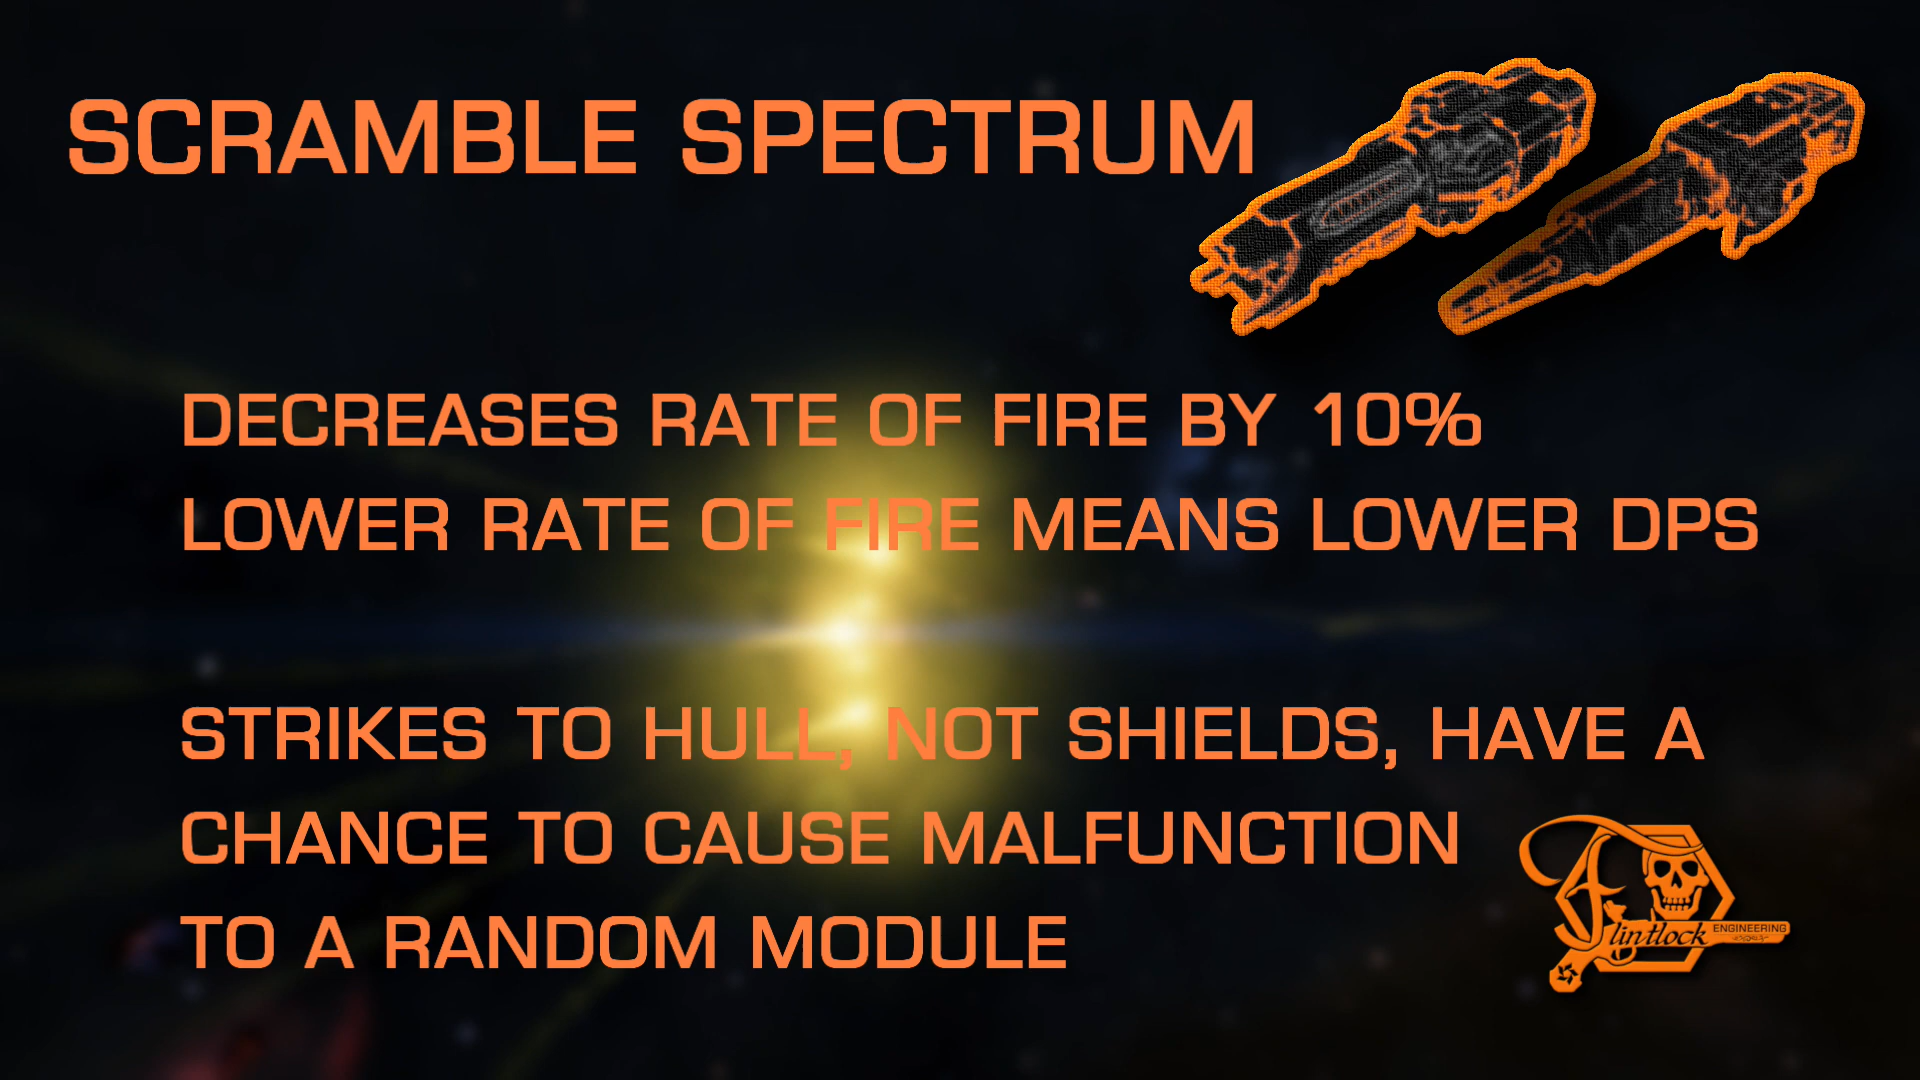 SCRAMBLE SPECTRUM
DECREASES RATE OF FIRE BY 10%
LOWER RATE OF FIRE MEANS LOWER DPS
STRIKES TO HULL, NOT SHIELDS, HAVE A
CHANCE TO CAUSE MALFUNCTION
TO A RANDOM MODULE
Flintlock ENGINEERING